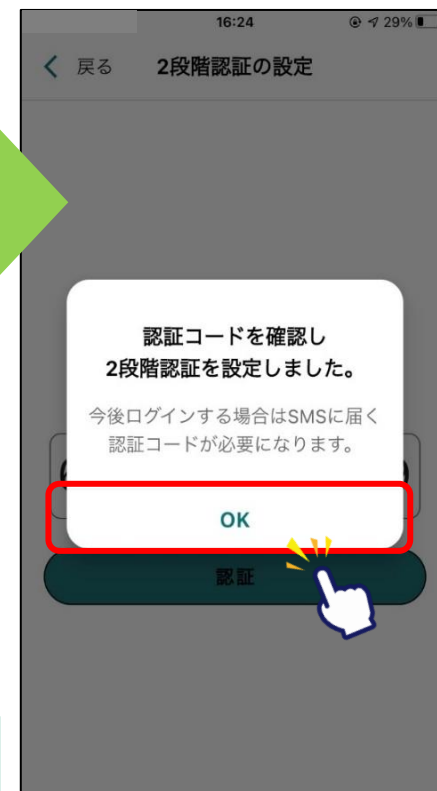 16:24
29%
戻る
2段階認証の設定
認証コードを確認し
2段階認証を設定しました。
今後ログインする場合はSMSに届く
認証コードが必要になります。
OK
認証